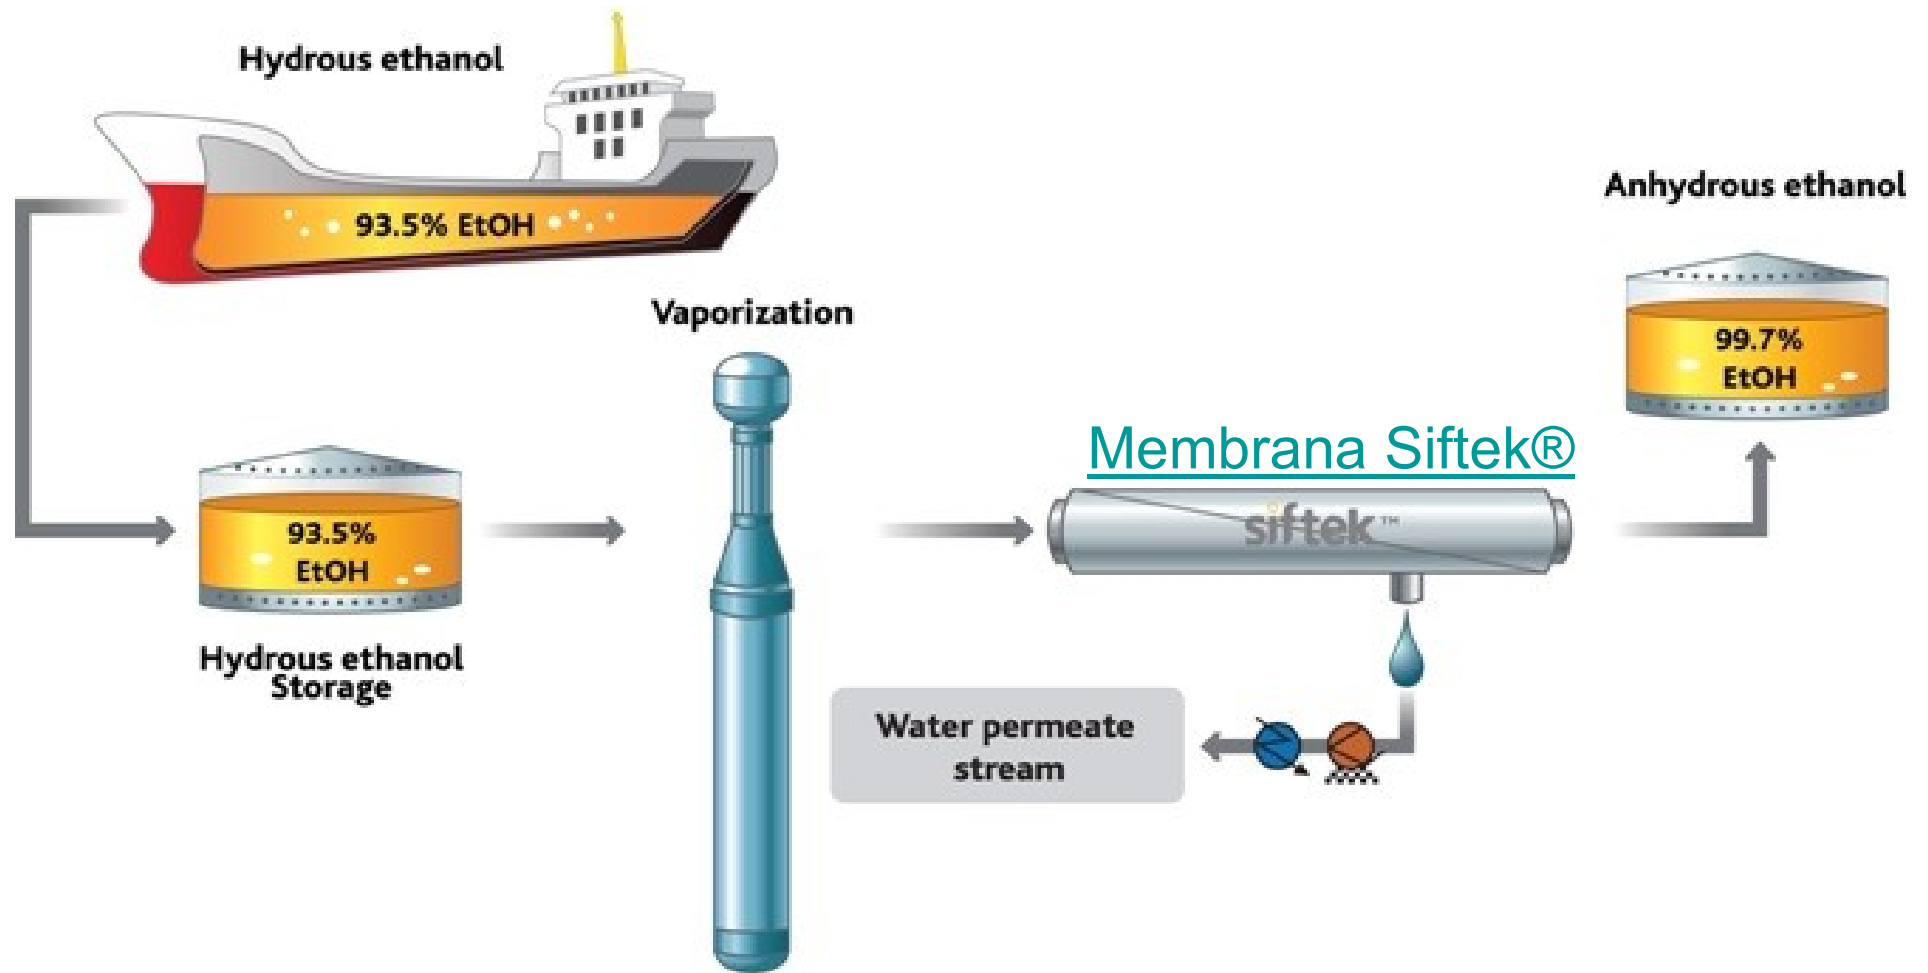 Hydrous ethanol
93.5% EtOH
Anhydrous ethanol
99.7%
EtOH
Vaporization
Membrana Siftek®
siftek™
93.5%
EtOH
Hydrous ethanol
Storage
Water permeate
stream